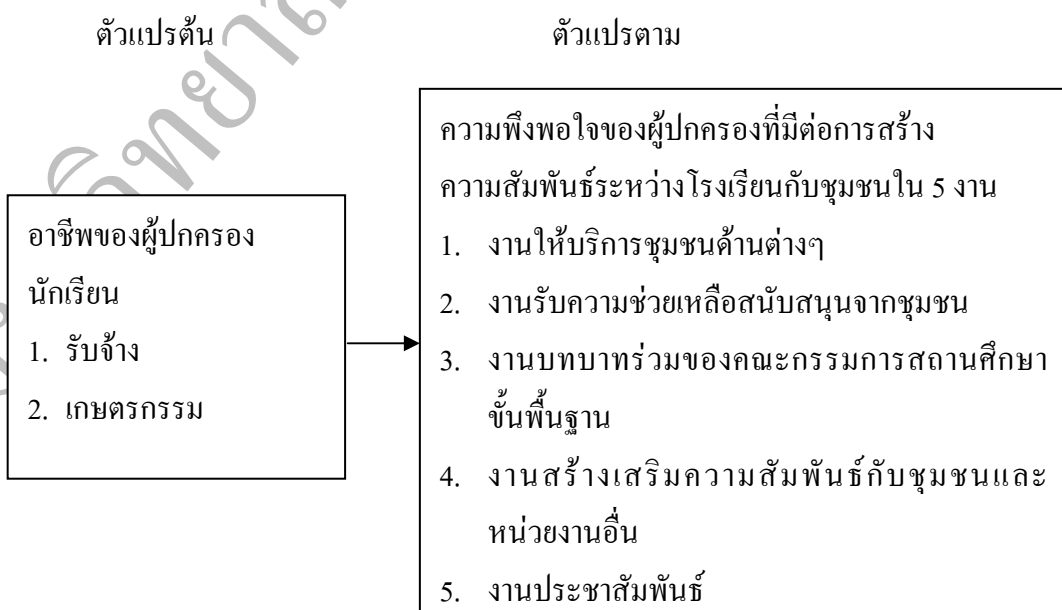 ตัวแปรต้น
ตัวแปรตาม
อาชีพของผู้ปกครอง
นักเรียน
1. รับจ้าง
2. เกษตรกรรม
ความพึงพอใจของผู้ปกครองที่มีต่อการสร้าง
ความสัมพันธ์ระหว่างโรงเรียนกับชุมชนใน 5 งาน
1. งานให้บริการชุมชนด้านต่างๆ
2. งานรับความช่วยเหลือสนับสนุนจากชุมชน
3. งานบทบาทร่วมของคณะกรรมการสถานศึกษา
ขั้นพื้นฐาน
4. งานสร้างเสริมความสัมพันธ์กับชุมชนและ
หน่วยงานอื่น
5. งานประชาสัมพันธ์